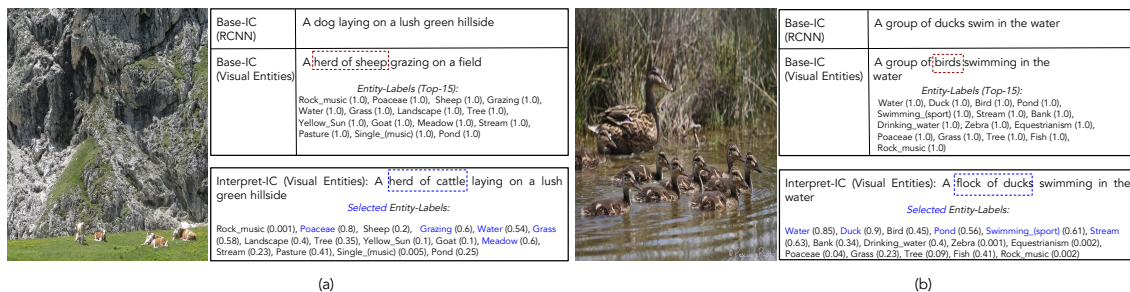 Base-IC
(RCNN)
A dog laying on a lush green hillside
Base-IC
(Visual Entities)
A herd of sheep grazing on a field
Entity-Labels (Top-15):
Rock_music (1.0), Poaceae (1.0), Sheep (1.0), Grazing (1.0),
Water (1.0), Grass (1.0), Landscape (1.0), Tree (1.0),
Yellow_Sun (1.0), Goat (1.0), Meadow (1.0), Stream (1.0),
Pasture (1.0), Single_(music) (1.0), Pond (1.0)
Interpret-IC (Visual Entities): A herd of cattle laying on a lush
green hillside
Selected Entity-Labels:
Rock_music (0.001), Poaceae (0.8), Sheep (0.2), Grazing (0.6), Water (0.54), Grass
(0.58), Landscape (0.4), Tree (0.35), Yellow_Sun (0.1), Goat (0.1), Meadow (0.6),
Stream (0.23), Pasture (0.41), Single_(music) (0.005), Pond (0.25)
(a)
Base-IC
(RCNN)
A group of ducks swim in the water
Base-IC
(Visual Entities)
A group of birds swimming in the
water
Entity-Labels (Top-15):
Water (1.0), Duck (1.0), Bird (1.0), Pond (1.0),
Swimming_(sport) (1.0), Stream (1.0), Bank (1.0),
Drinking_water (1.0), Zebra (1.0), Equestrianism (1.0),
Poaceae (1.0), Grass (1.0), Tree (1.0), Fish (1.0),
Rock_music (1.0)
Interpret-IC (Visual Entities): A flock of ducks swimming in the
water
Selected Entity-Labels:
Water (0.85), Duck (0.9), Bird (0.45), Pond (0.56), Swimming_(sport) (0.61), Stream
(0.63), Bank (0.34), Drinking_water (0.4), Zebra (0.001), Equestrianism (0.002),
Poaceae (0.04), Grass (0.23), Tree (0.09), Fish (0.41), Rock_music (0.002)
(b)